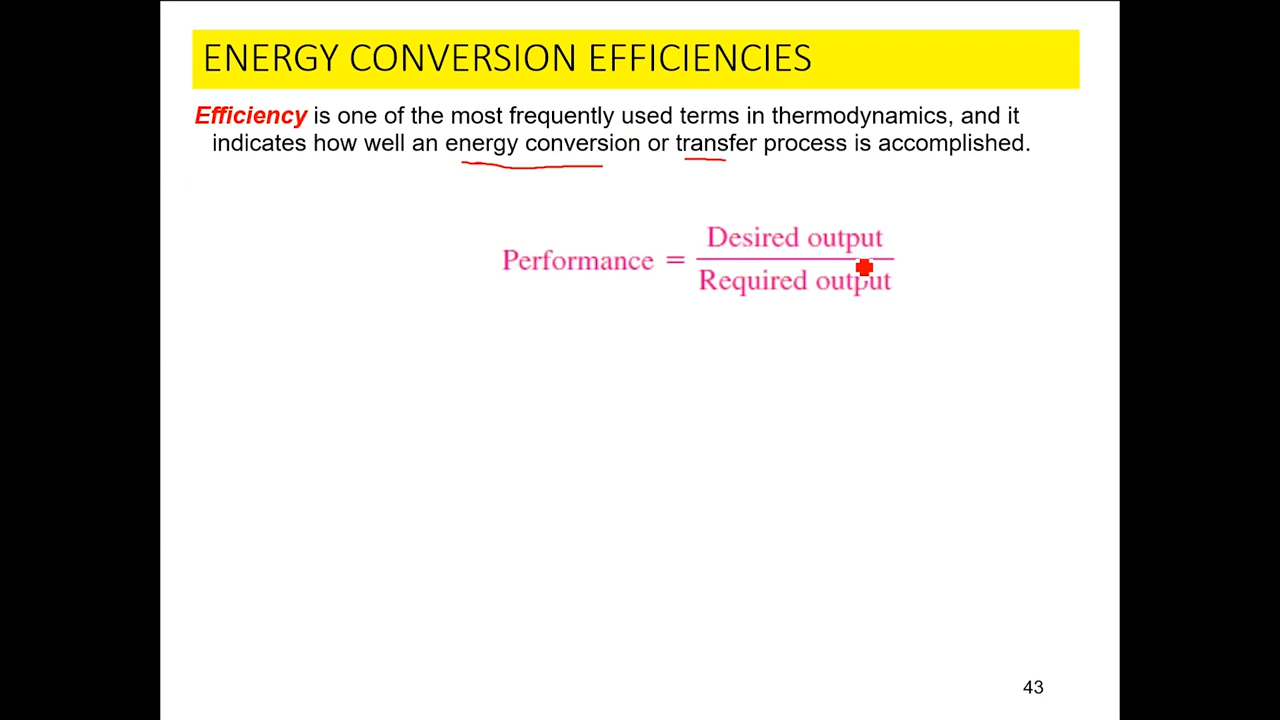 ENERGY CONVERSION EFFICIENCIES
Efficiency is one of the most frequently used terms in thermodynamics, and it
indicates how well an energy conversion or transfer process is accomplished.
Performance = Desired output / Required output
43